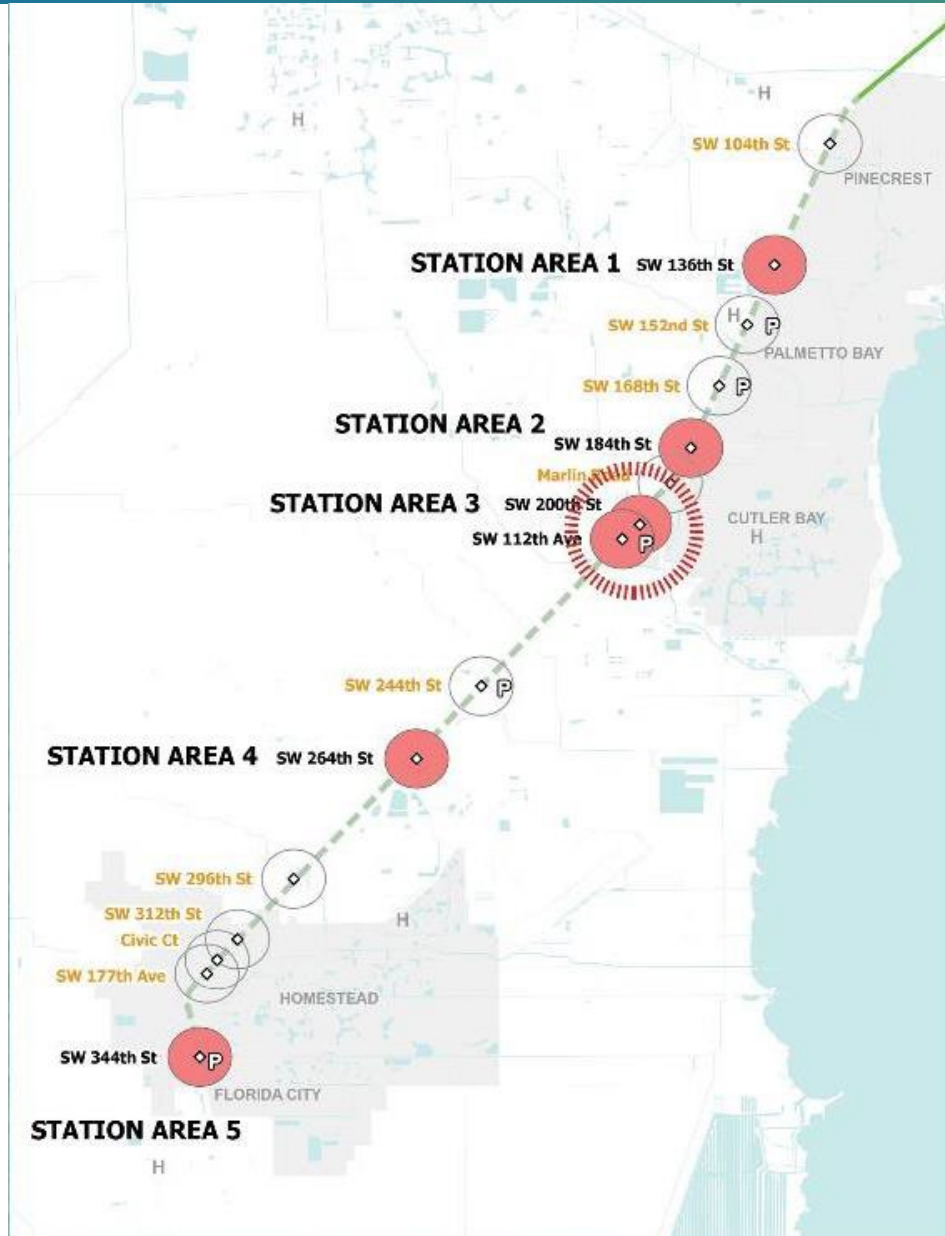 H
H
SW 104th St
PINECREST
STATION AREA 1 SW 136th St
H
SW 152nd St
P
PALMETTO BAY
SW 168th St
P
STATION AREA 2
SW 184th St
Marlin Road
STATION AREA 3
SW 200th St
CUTLER BAY
SW 112th Ave
P
H
SW 244th St
P
STATION AREA 4 SW 264th St
SW 296th St
SW 312th St
H
Civic Ct
SW 177th Ave
HOMESTEAD
SW 344th St
P
FLORIDA CITY
STATION AREA 5
H